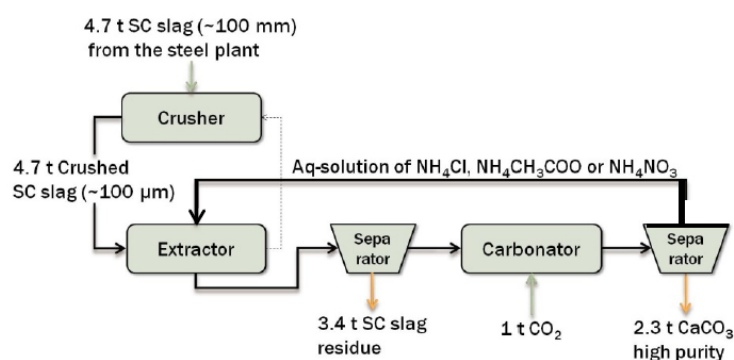 4.7 t SC slag (~100 mm)
from the steel plant
Crusher
4.7 t Crushed
SC slag (~100 µm)
Aq-solution of NH₄Cl, NH₄CH₃COO or NH₄NO₃
Extractor
Sepa
rator
Carbonator
Sepa
rator
3.4 t SC slag
residue
1 t CO₂
2.3 t CaCO₃
high purity